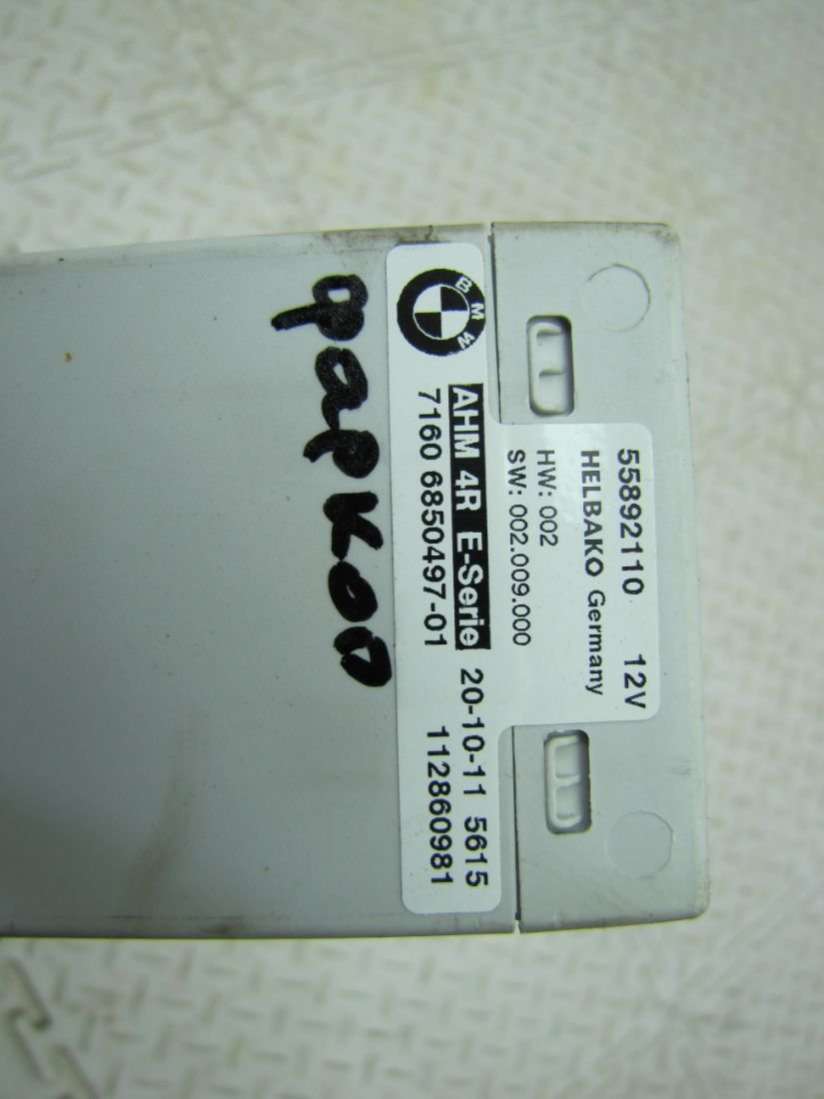 55892110 12V
HELBAKO Germany
HW: 002
SW: 002.009.000
BMW
AHM 4R E-Serie 20-10-11 5615
7160 6850497-01 112860981
фаркоп